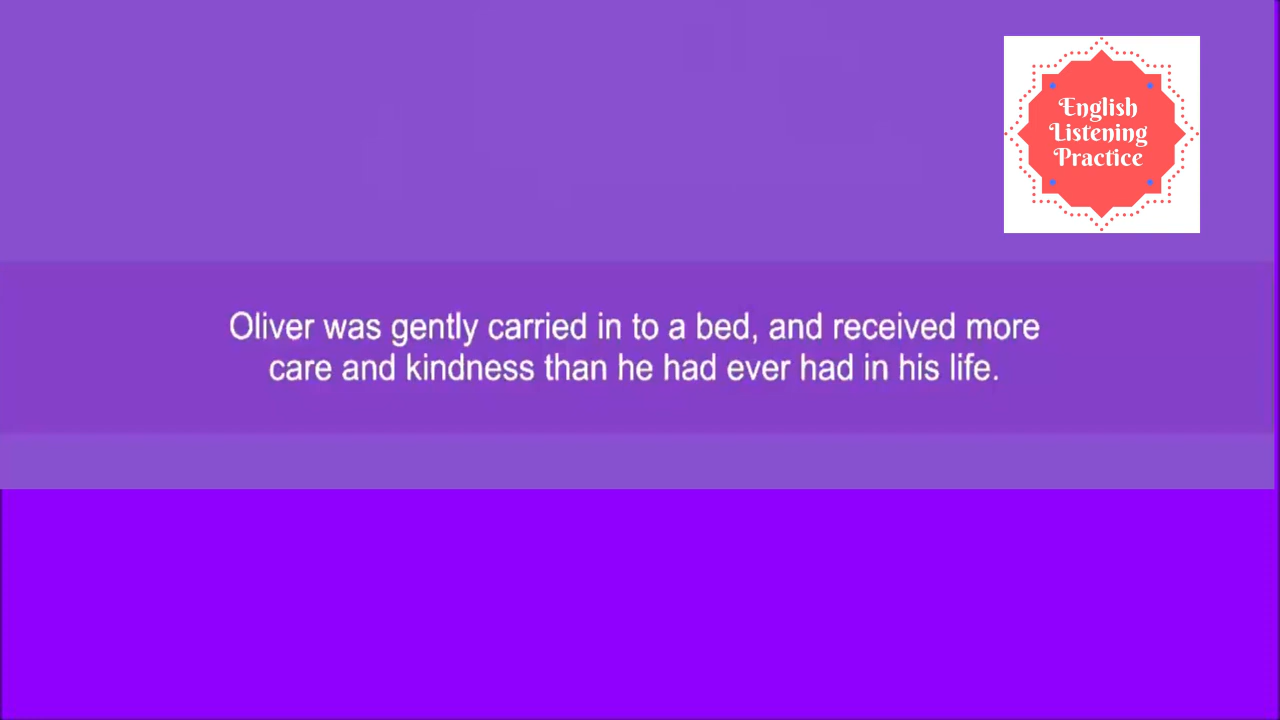 English
Listening
Practice
Oliver was gently carried in to a bed, and received more
care and kindness than he had ever had in his life.